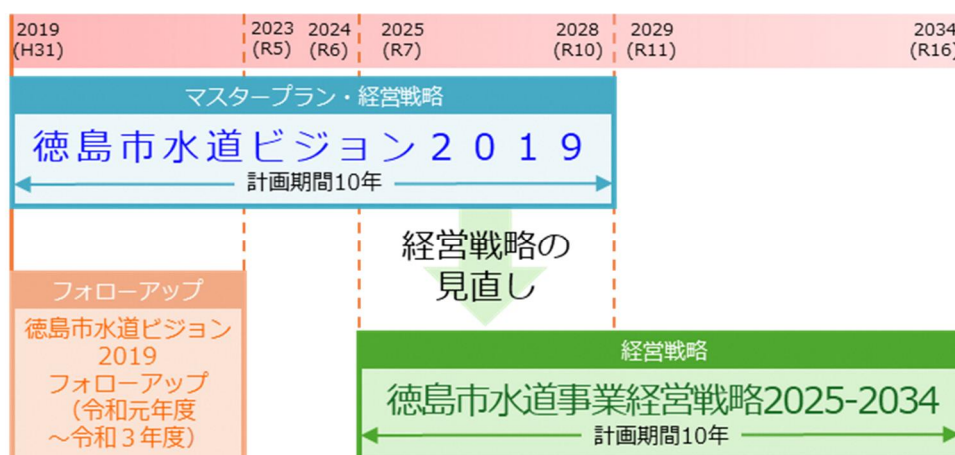 2019 2023 2024 2025 2028 2029 2034
(H31) (R5) (R6) (R7) (R10) (R11) (R16)
マスタープラン・経営戦略
徳島市水道ビジョン２０１９
計画期間10年
経営戦略の
見直し
フォローアップ
徳島市水道ビジョン
2019
フォローアップ
（令和元年度
～令和３年度）
経営戦略
徳島市水道事業経営戦略2025-2034
計画期間10年